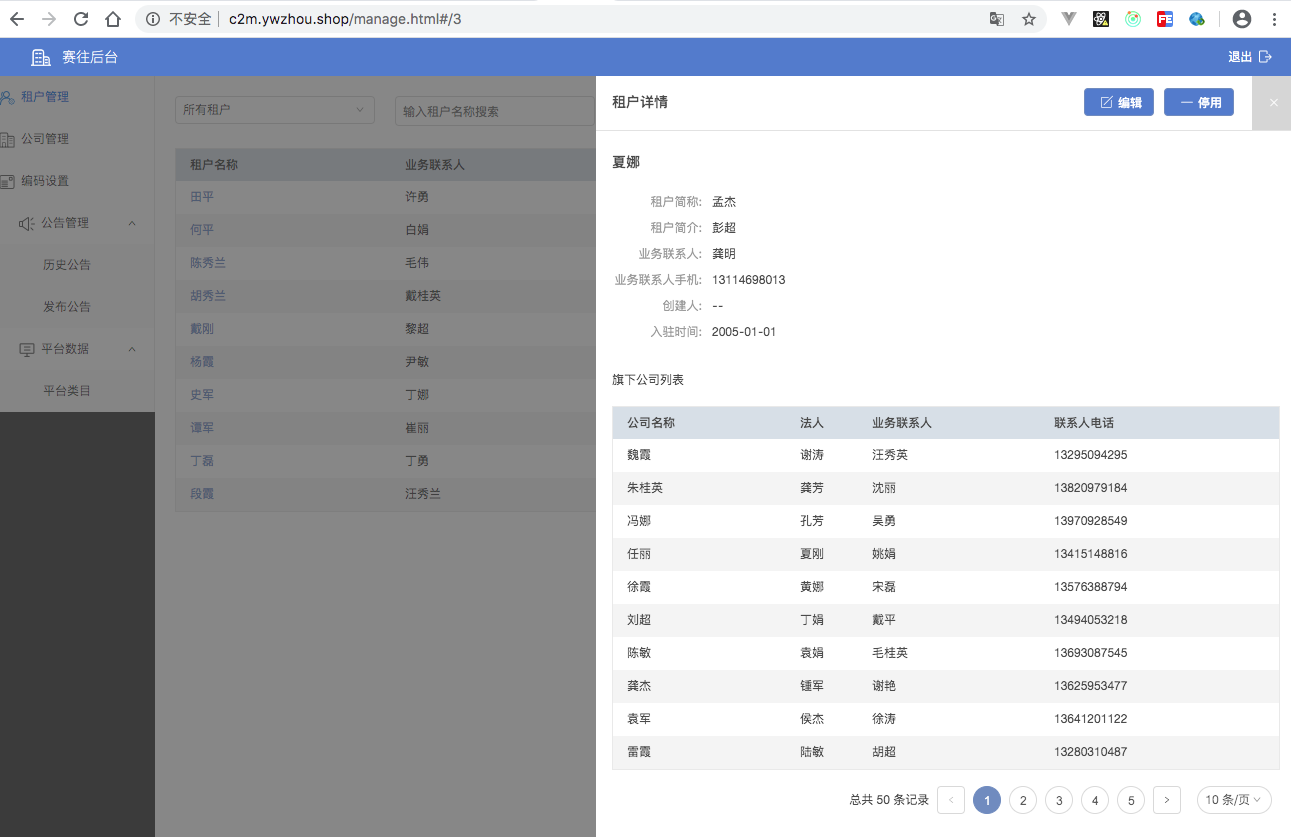 不安全 c2m.ywzhou.shop/manage.html#/3
FE
赛往后台 退出
租户管理
公司管理
编码设置
公告管理
历史公告
发布公告
平台数据
平台类目
所有租户 输入租户名称搜索
租户名称 业务联系人
田平 许勇
何平 白娟
陈秀兰 毛伟
胡秀兰 戴桂英
戴刚 黎超
杨霞 尹敏
史军 丁娜
谭军 崔丽
丁磊 丁勇
段霞 汪秀兰
租户详情 编辑 停用
夏娜
租户简称: 孟杰
租户简介: 彭超
业务联系人: 龚明
业务联系人手机: 13114698013
创建人: --
入驻时间: 2005-01-01
旗下公司列表
公司名称 法人 业务联系人 联系人电话
魏霞 谢涛 汪秀英 13295094295
朱桂英 龚芳 沈丽 13820979184
冯娜 孔芳 吴勇 13970928549
任丽 夏刚 姚娟 13415148816
徐霞 黄娜 宋磊 13576388794
刘超 丁娟 戴平 13494053218
陈敏 袁娟 毛桂英 13693087545
龚杰 锺军 谢艳 13625953477
袁军 侯杰 徐涛 13641201122
雷霞 陆敏 胡超 13280310487
总共 50 条记录 < 1 2 3 4 5 > 10 条/页